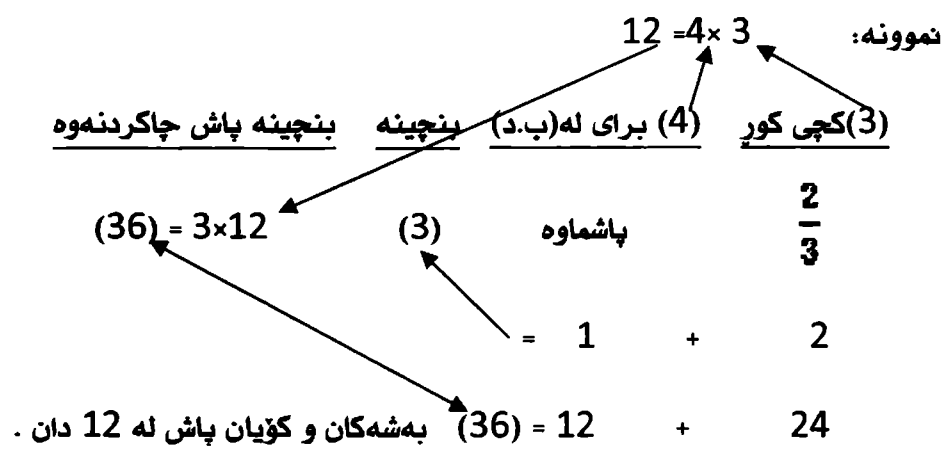 نموونە: 3 ×4= 12
(3)کچی کوڕ (4) برای لە(ب.د) بنچینە بنچینە پاش چاکردنەوە
2/3 پاشماوە (3) 12×3 = (36)
2 + 1 =
24 + 12 = (36) بەشەکان و کۆیان پاش لە 12 دان .